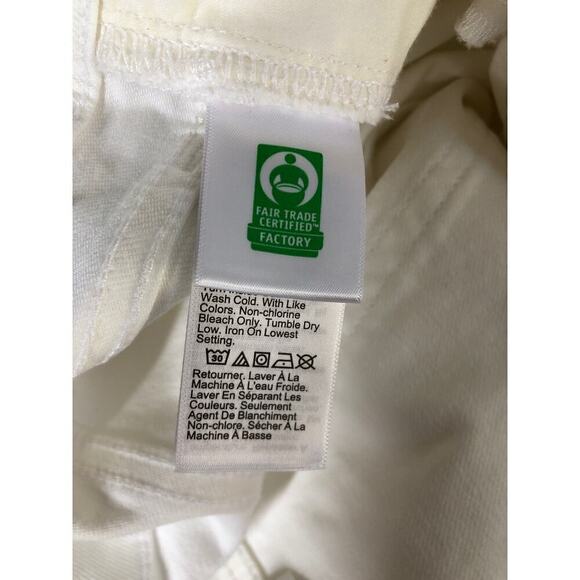 FAIR TRADE
CERTIFIED™
FACTORY
Wash Cold. With Like
Colors. Non-chlorine
Bleach Only. Tumble Dry
Low. Iron On Lowest
Setting.
30
Retourner. Laver À La
Machine À L'eau Froide.
Laver En Séparant Les
Couleurs. Seulement
Agent De Blanchiment
Non-chlore. Sécher À La
Machine À Basse